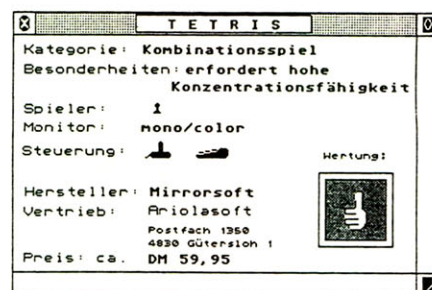 TETRIS
Kategorie: Kombinationsspiel
Besonderheiten: erfordert hohe
Konzentrationsfähigkeit
Spieler: 1
Monitor: mono/color
Steuerung:
Wertung:
Hersteller: Mirrorsoft
Vertrieb: Ariolasoft
Postfach 1350
4830 Gütersloh 1
Preis: ca. DM 59,95